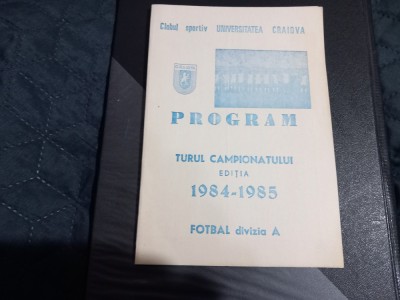 Clubul sportiv UNIVERSITATEA CRAIOVA
PROGRAM
TURUL CAMPIONATULUI
EDIȚIA
1984-1985
FOTBAL divizia A